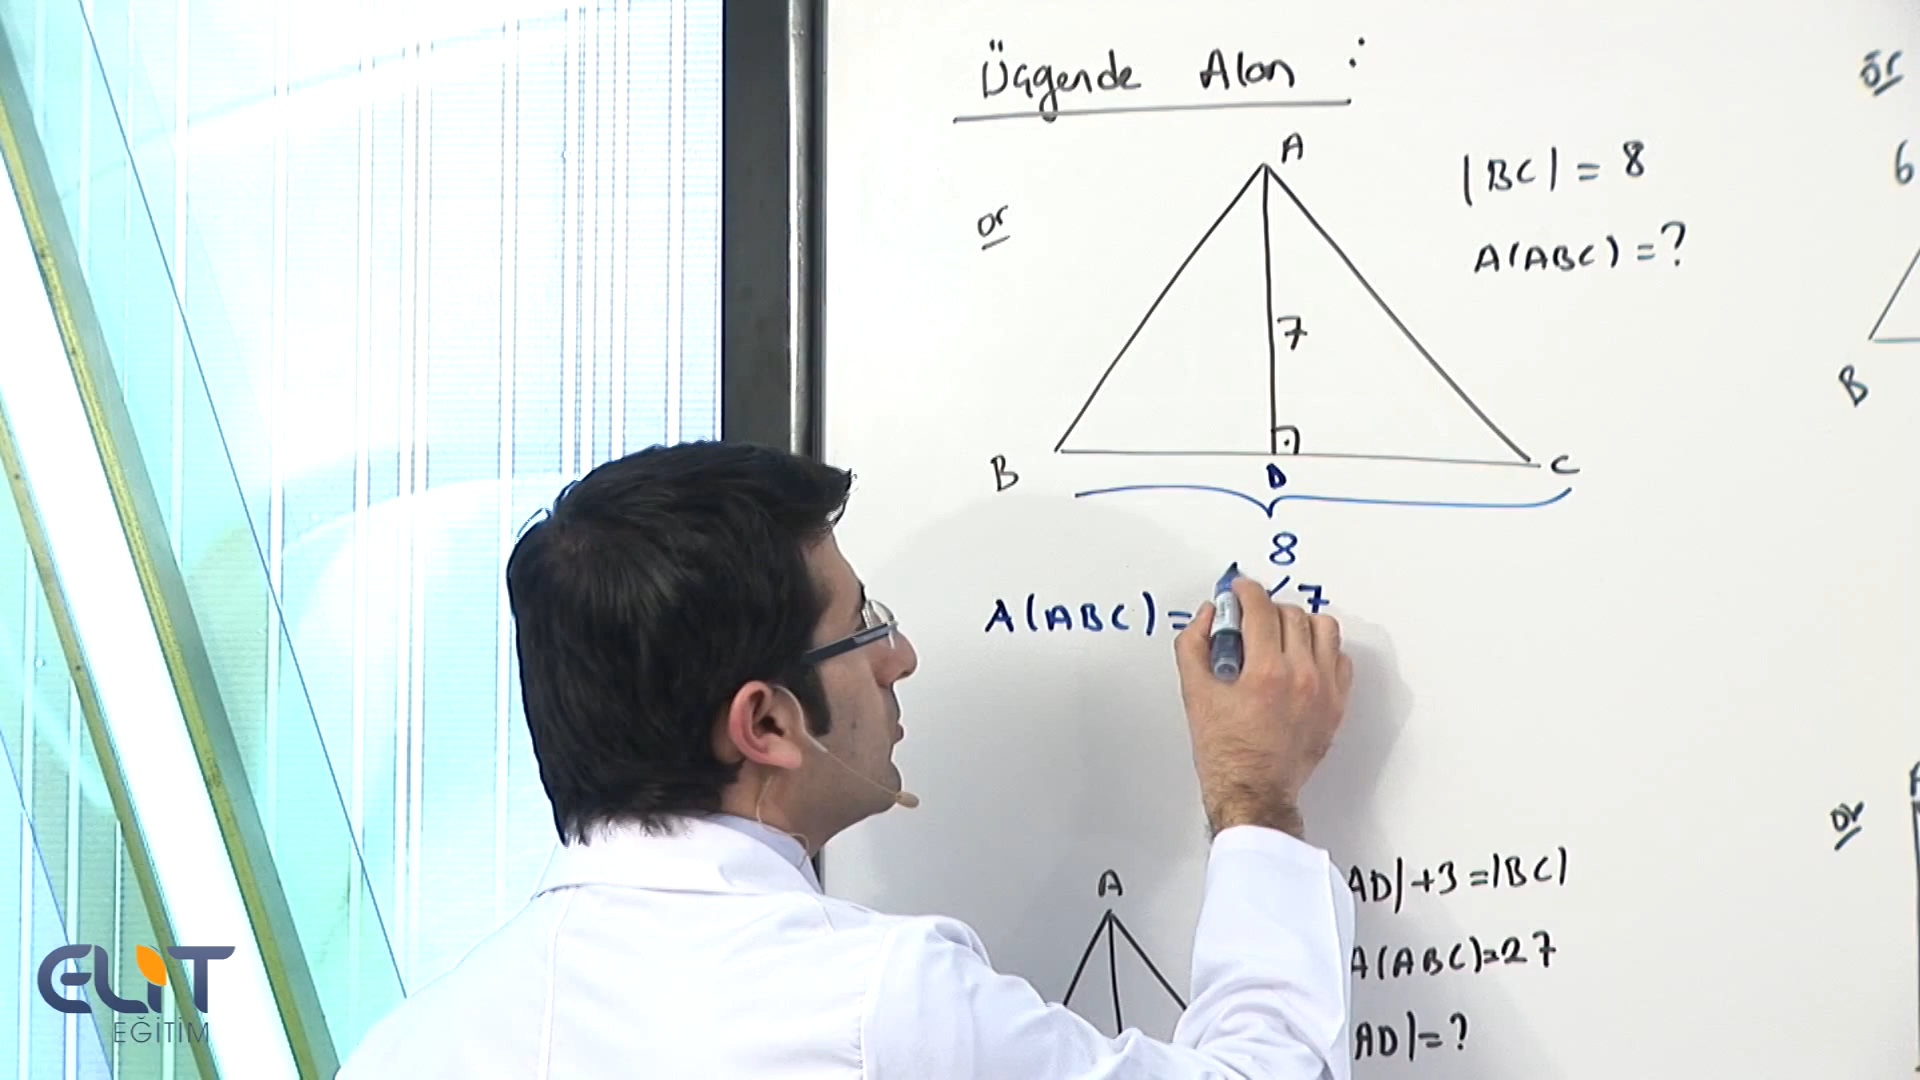 Üçgende Alan :
ör
A
|BC| = 8
A(ABC) = ?
7
B
D
C
8
A(ABC) =
7
ör
6
B
A
AD|+3=|BC|
A(ABC)=27
AD|=?
ör
ELİT
EĞİTİM